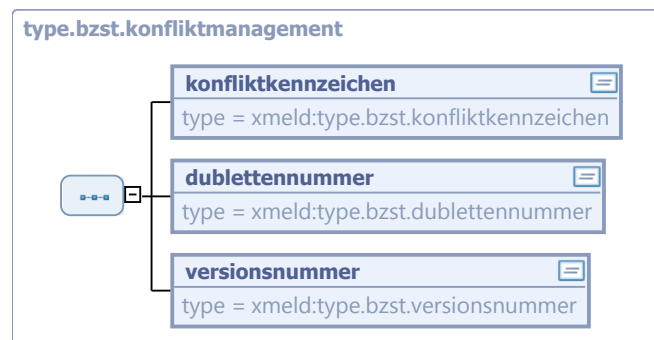 type.bzst.konfliktmanagement
konfliktkennzeichen
type = xmeld:type.bzst.konfliktkennzeichen
dublettennummer
type = xmeld:type.bzst.dublettennummer
versionsnummer
type = xmeld:type.bzst.versionsnummer